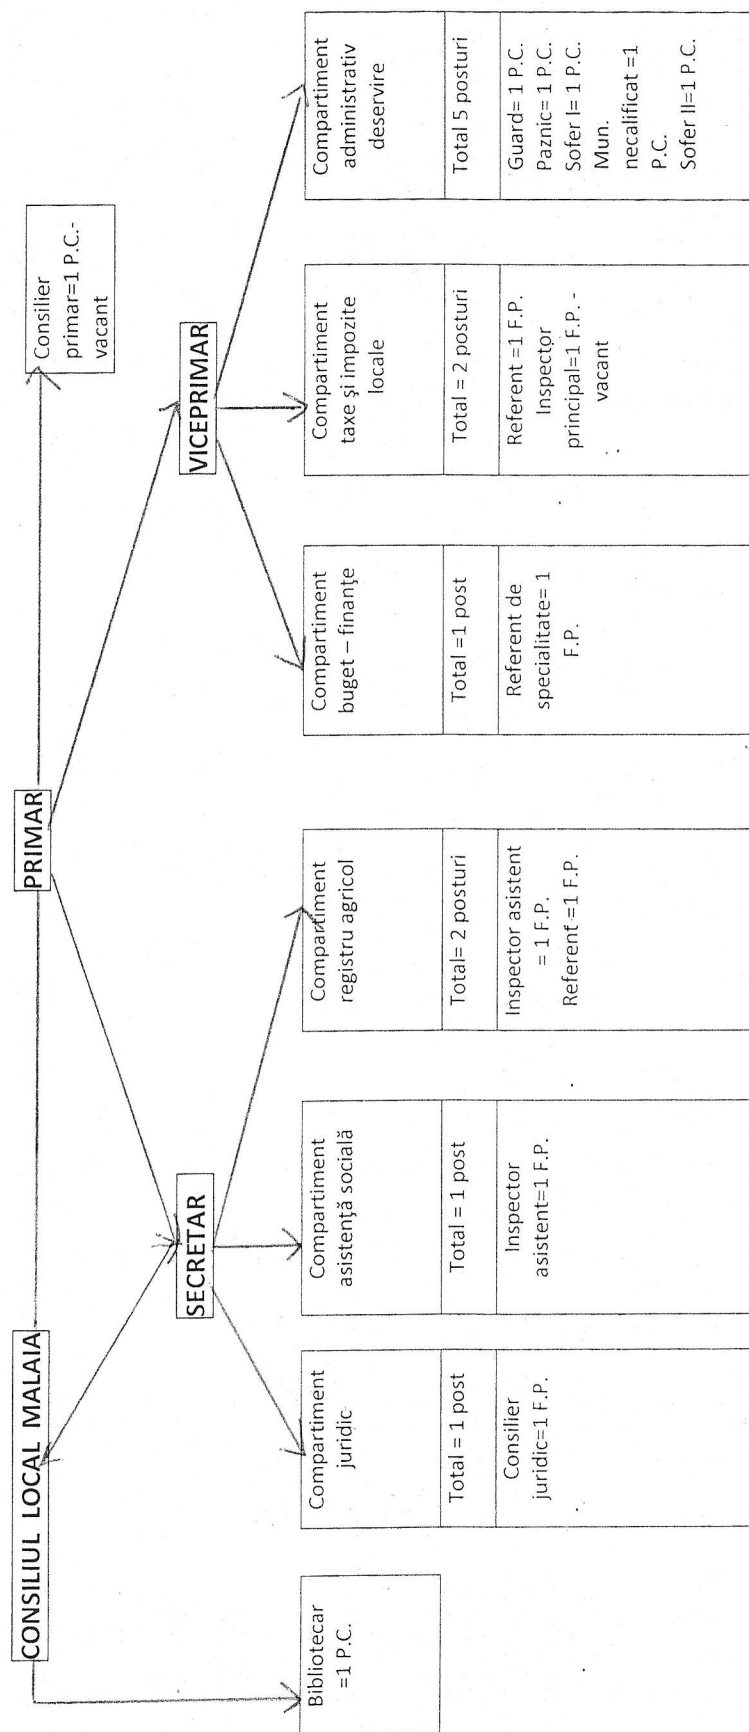 CONSILIUL LOCAL MALAIA
PRIMAR
Consilier
primar=1 P.C.-
vacant
SECRETAR
VICEPRIMAR
Bibliotecar
=1 P.C.
Compartiment
juridic
Total = 1 post
Consilier
juridic=1 F.P.
Compartiment
asistenţă socială
Total = 1 post
Inspector
asistent=1 F.P.
Compartiment
registru agricol
Total= 2 posturi
Inspector asistent
= 1 F.P.
Referent =1 F.P.
Compartiment
buget – finanţe
Total =1 post
Referent de
specialitate= 1
F.P.
Compartiment
taxe şi impozite
locale
Total = 2 posturi
Referent =1 F.P.
Inspector
principal=1 F.P. -
vacant
Compartiment
administrativ
deservire
Total 5 posturi
Guard= 1 P.C.
Paznic= 1 P.C.
Sofer I= 1 P.C.
Mun.
necalificat =1
P.C.
Sofer II=1 P.C.